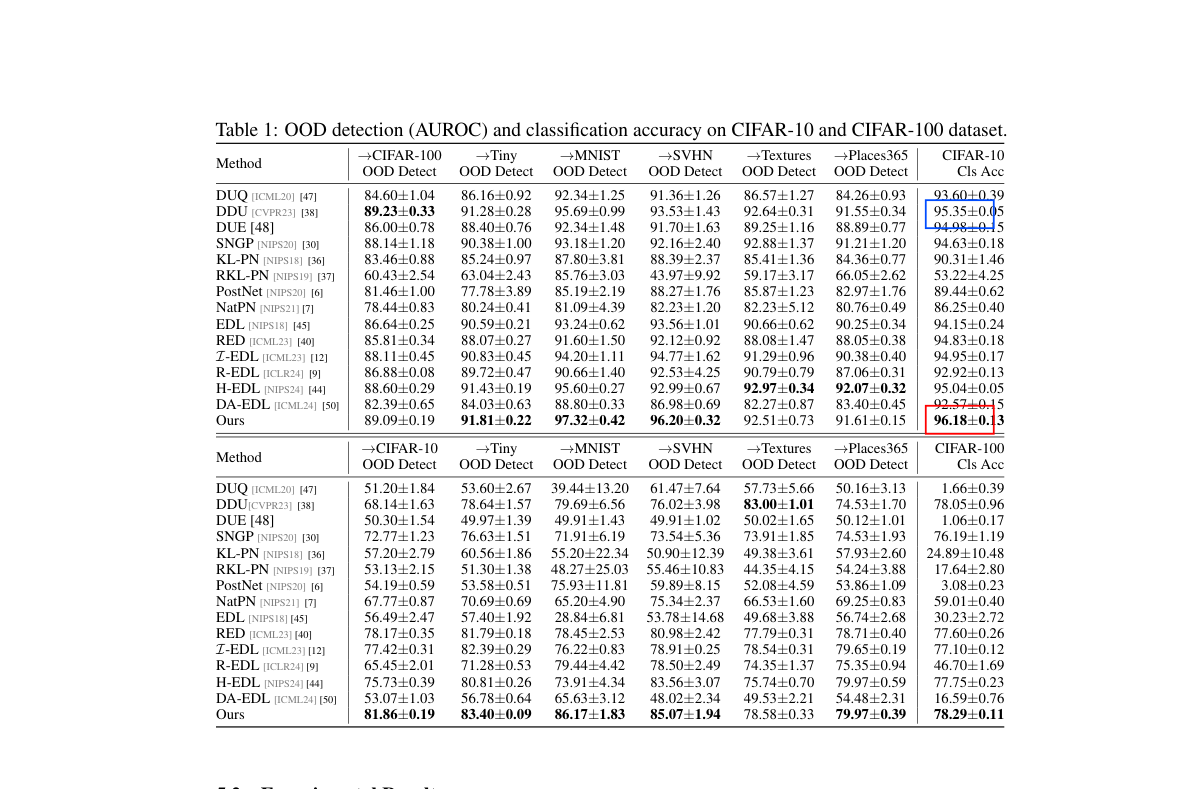 Table 1: OOD detection (AUROC) and classification accuracy on CIFAR-10 and CIFAR-100 dataset.
Method →CIFAR-100 OOD Detect →Tiny OOD Detect →MNIST OOD Detect →SVHN OOD Detect →Textures OOD Detect →Places365 OOD Detect CIFAR-10 Cls Acc
DUQ [ICML20] [47] 84.60±1.04 86.16±0.92 92.34±1.25 91.36±1.26 86.57±1.27 84.26±0.93 93.60±0.39
DDU [CVPR23] [38] 89.23±0.33 91.28±0.28 95.69±0.99 93.53±1.43 92.64±0.31 91.55±0.34 95.35±0.05
DUE [48] 86.00±0.78 88.40±0.76 92.34±1.48 91.70±1.63 89.25±1.16 88.89±0.77 94.98±0.15
SNGP [NIPS20] [30] 88.14±1.18 90.38±1.00 93.18±1.20 92.16±2.40 92.88±1.37 91.21±1.20 94.63±0.18
KL-PN [NIPS18] [36] 83.46±0.88 85.24±0.97 87.80±3.81 88.39±2.37 85.41±1.36 84.36±0.77 90.31±1.46
RKL-PN [NIPS19] [37] 60.43±2.54 63.04±2.43 85.76±3.03 43.97±9.92 59.17±3.17 66.05±2.62 53.22±4.25
PostNet [NIPS20] [6] 81.46±1.00 77.78±3.89 85.19±2.19 88.27±1.76 85.87±1.23 82.97±1.76 89.44±0.62
NatPN [NIPS21] [7] 78.44±0.83 80.24±0.41 81.09±4.39 82.23±1.20 82.23±5.12 80.76±0.49 86.25±0.40
EDL [NIPS18] [45] 86.64±0.25 90.59±0.21 93.24±0.62 93.56±1.01 90.66±0.62 90.25±0.34 94.15±0.24
RED [ICML23] [40] 85.81±0.34 88.07±0.27 91.60±1.50 92.12±0.92 88.08±1.47 88.05±0.38 94.83±0.18
ℐ-EDL [ICML23] [12] 88.11±0.45 90.83±0.45 94.20±1.11 94.77±1.62 91.29±0.96 90.38±0.40 94.95±0.17
R-EDL [ICLR24] [9] 86.88±0.08 89.72±0.47 90.66±1.40 92.53±4.25 90.79±0.79 87.06±0.31 92.92±0.13
H-EDL [NIPS24] [44] 88.60±0.29 91.43±0.19 95.60±0.27 92.99±0.67 92.97±0.34 92.07±0.32 95.04±0.05
DA-EDL [ICML24] [50] 82.39±0.65 84.03±0.63 88.80±0.33 86.98±0.69 82.27±0.87 83.40±0.45 92.57±0.15
Ours 89.09±0.19 91.81±0.22 97.32±0.42 96.20±0.32 92.51±0.73 91.61±0.15 96.18±0.13
Method →CIFAR-10 OOD Detect →Tiny OOD Detect →MNIST OOD Detect →SVHN OOD Detect →Textures OOD Detect →Places365 OOD Detect CIFAR-100 Cls Acc
DUQ [ICML20] [47] 51.20±1.84 53.60±2.67 39.44±13.20 61.47±7.64 57.73±5.66 50.16±3.13 1.66±0.39
DDU[CVPR23] [38] 68.14±1.63 78.64±1.57 79.69±6.56 76.02±3.98 83.00±1.01 74.53±1.70 78.05±0.96
DUE [48] 50.30±1.54 49.97±1.39 49.91±1.43 49.91±1.02 50.02±1.65 50.12±1.01 1.06±0.17
SNGP [NIPS20] [30] 72.77±1.23 76.63±1.51 71.91±6.19 73.54±5.36 73.91±1.85 74.53±1.93 76.19±1.19
KL-PN [NIPS18] [36] 57.20±2.79 60.56±1.86 55.20±22.34 50.90±12.39 49.38±3.61 57.93±2.60 24.89±10.48
RKL-PN [NIPS19] [37] 53.13±2.15 51.30±1.38 48.27±25.03 55.46±10.83 44.35±4.15 54.24±3.88 17.64±2.80
PostNet [NIPS20] [6] 54.19±0.59 53.58±0.51 75.93±11.81 59.89±8.15 52.08±4.59 53.86±1.09 3.08±0.23
NatPN [NIPS21] [7] 67.77±0.87 70.69±0.69 65.20±4.90 75.34±2.37 66.53±1.60 69.25±0.83 59.01±0.40
EDL [NIPS18] [45] 56.49±2.47 57.40±1.92 28.84±6.81 53.78±14.68 49.68±3.88 56.74±2.68 30.23±2.72
RED [ICML23] [40] 78.17±0.35 81.79±0.18 78.45±2.53 80.98±2.42 77.79±0.31 78.71±0.40 77.60±0.26
ℐ-EDL [ICML23] [12] 77.42±0.31 82.39±0.29 76.22±0.83 78.91±0.25 78.54±0.31 79.65±0.19 77.10±0.12
R-EDL [ICLR24] [9] 65.45±2.01 71.28±0.53 79.44±4.42 78.50±2.49 74.35±1.37 75.35±0.94 46.70±1.69
H-EDL [NIPS24] [44] 75.73±0.39 80.81±0.26 73.91±4.34 83.56±3.07 75.74±0.70 79.97±0.59 77.75±0.23
DA-EDL [ICML24] [50] 53.07±1.03 56.78±0.64 65.63±3.12 48.02±2.34 49.53±2.21 54.48±2.31 16.59±0.76
Ours 81.86±0.19 83.40±0.09 86.17±1.83 85.07±1.94 78.58±0.33 79.97±0.39 78.29±0.11